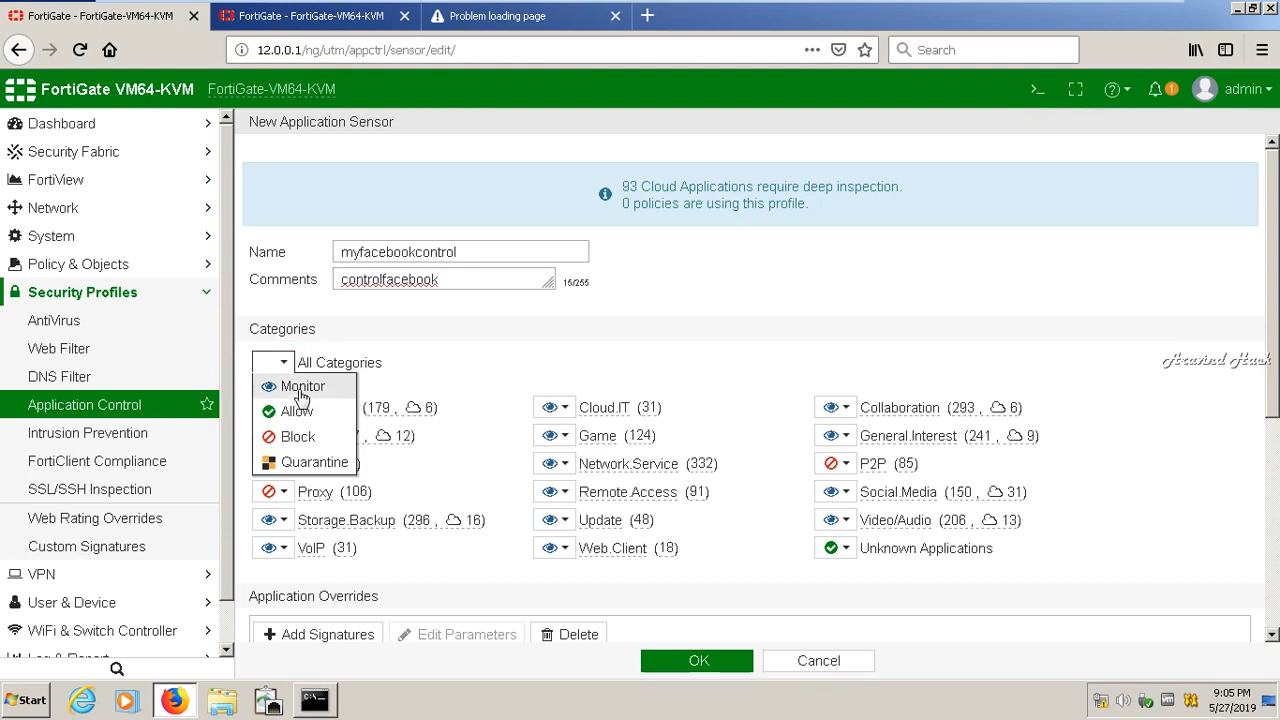 FortiGate - FortiGate-VM64-KVM
FortiGate - FortiGate-VM64-KVM
Problem loading page
12.0.0.1/ng/utm/appctrl/sensor/edit/
Search
FortiGate VM64-KVM
FortiGate-VM64-KVM
1
admin
Dashboard
Security Fabric
FortiView
Network
System
Policy & Objects
Security Profiles
AntiVirus
Web Filter
DNS Filter
Application Control
Intrusion Prevention
FortiClient Compliance
SSL/SSH Inspection
Web Rating Overrides
Custom Signatures
VPN
User & Device
WiFi & Switch Controller
Log & Report
New Application Sensor
93 Cloud Applications require deep inspection.
0 policies are using this profile.
Name
myfacebookcontrol
Comments
controlfacebook
15/255
Categories
All Categories
Monitor
Allow
Block
Quarantine
(179, 6)
Cloud.IT (31)
Collaboration (293, 6)
12)
Game (124)
General.Interest (241, 9)
Network.Service (332)
P2P (85)
Proxy (106)
Remote.Access (91)
Social.Media (150, 31)
Storage.Backup (296, 16)
Update (48)
Video/Audio (206, 13)
VoIP (31)
Web.Client (18)
Unknown Applications
Application Overrides
Add Signatures
Edit Parameters
Delete
OK
Cancel
Start
9:05 PM
5/27/2019